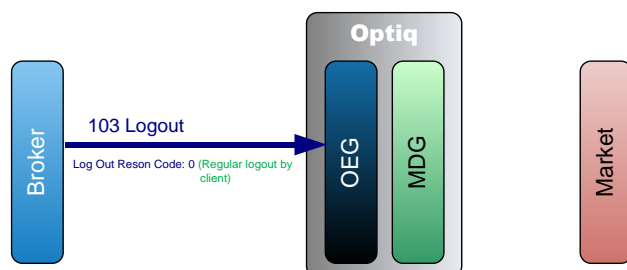 Optiq
Broker
103 Logout
Log Out Reson Code: 0 (Regular logout by
client)
OEG
MDG
Market